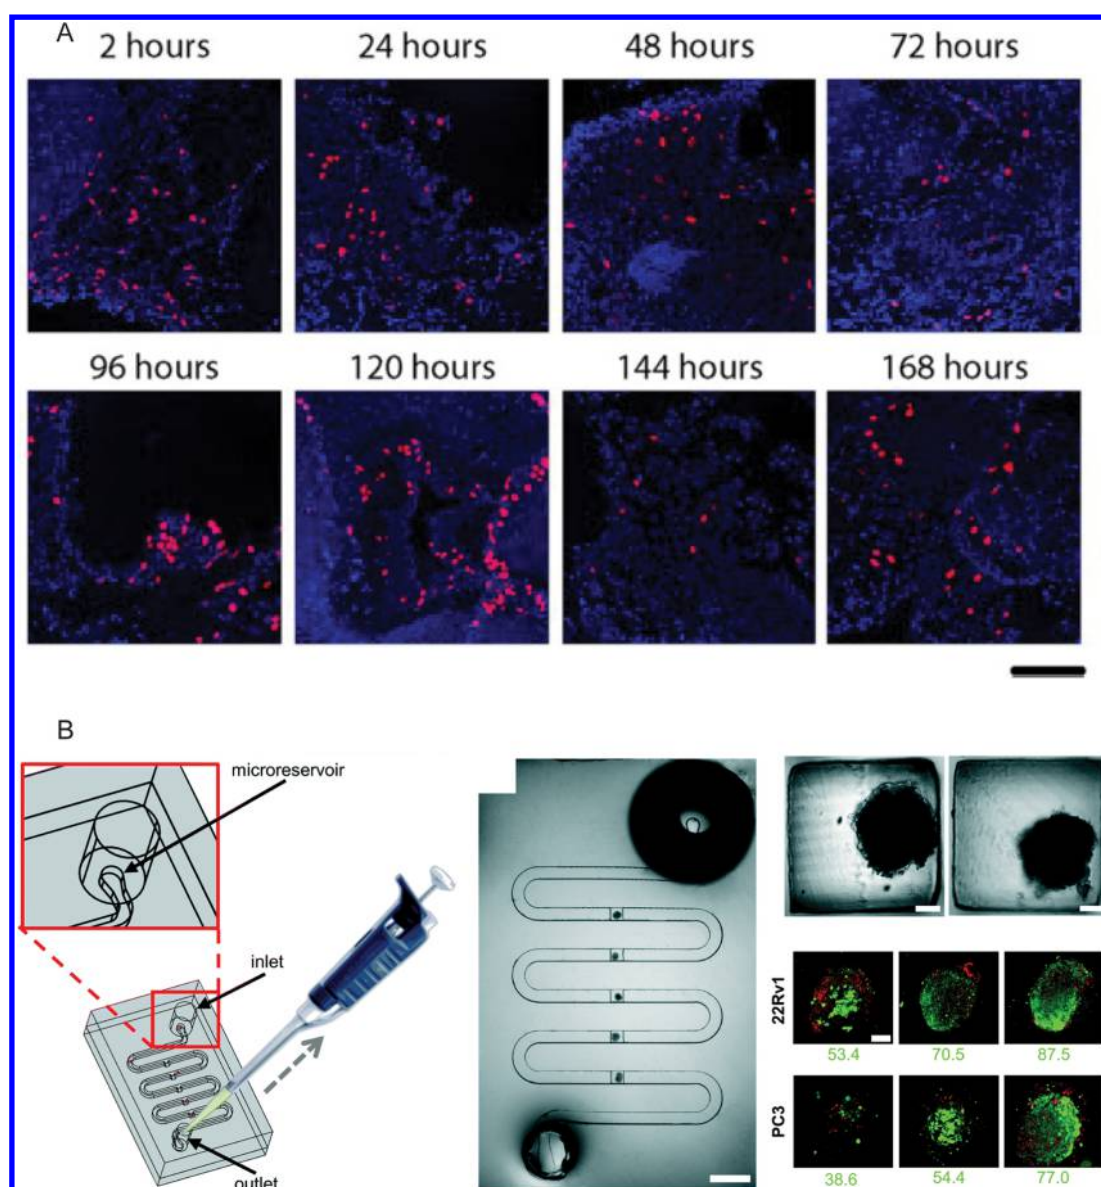 A
2 hours
24 hours
48 hours
72 hours
96 hours
120 hours
144 hours
168 hours
B
microreservoir
inlet
outlet
22Rv1
53.4
70.5
87.5
PC3
38.6
54.4
77.0